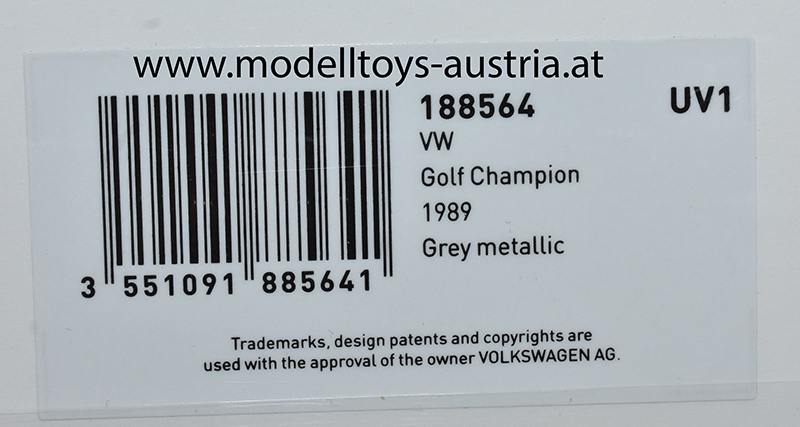 www.modelltoys-austria.at
188564 UV1
VW
Golf Champion
1989
Grey metallic
3 551091 885641
Trademarks, design patents and copyrights are
used with the approval of the owner VOLKSWAGEN AG.